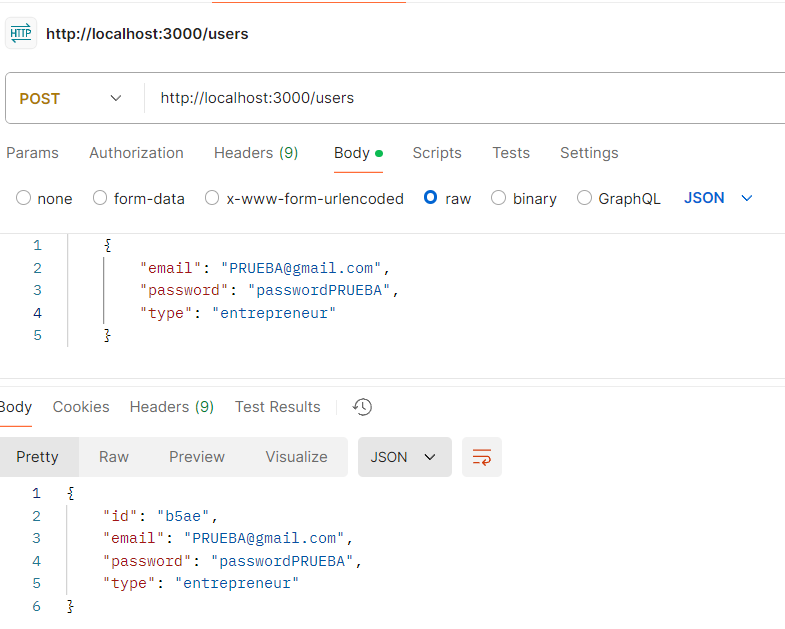 HTTP http://localhost:3000/users
POST http://localhost:3000/users
Params Authorization Headers (9) Body Scripts Tests Settings
none form-data x-www-form-urlencoded raw binary GraphQL JSON
1 {
2 "email": "PRUEBA@gmail.com",
3 "password": "passwordPRUEBA",
4 "type": "entrepreneur"
5 }
Body Cookies Headers (9) Test Results
Pretty Raw Preview Visualize JSON
1 {
2 "id": "b5ae",
3 "email": "PRUEBA@gmail.com",
4 "password": "passwordPRUEBA",
5 "type": "entrepreneur"
6 }